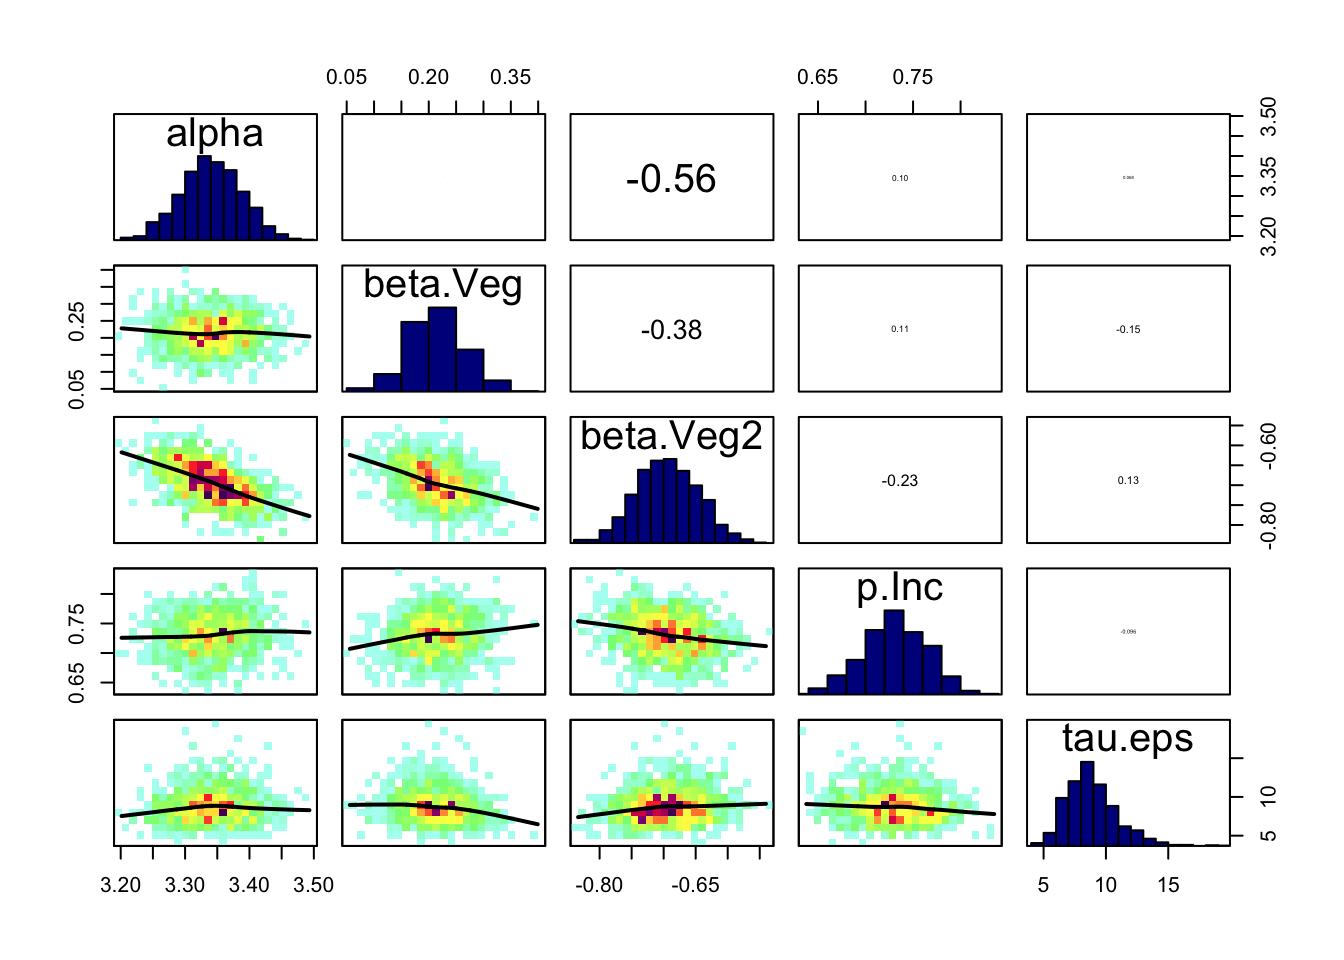 0.05 0.20 0.35 0.65 0.75
alpha -0.56 0.10 3.20 3.35 3.50
0.05 0.25 beta.Veg -0.38 0.11 -0.15
beta.Veg2 -0.23 0.13 -0.80 -0.60
0.65 0.75 p.Inc -0.096
tau.eps 5 10
3.20 3.30 3.40 3.50 -0.80 -0.65 5 10 15